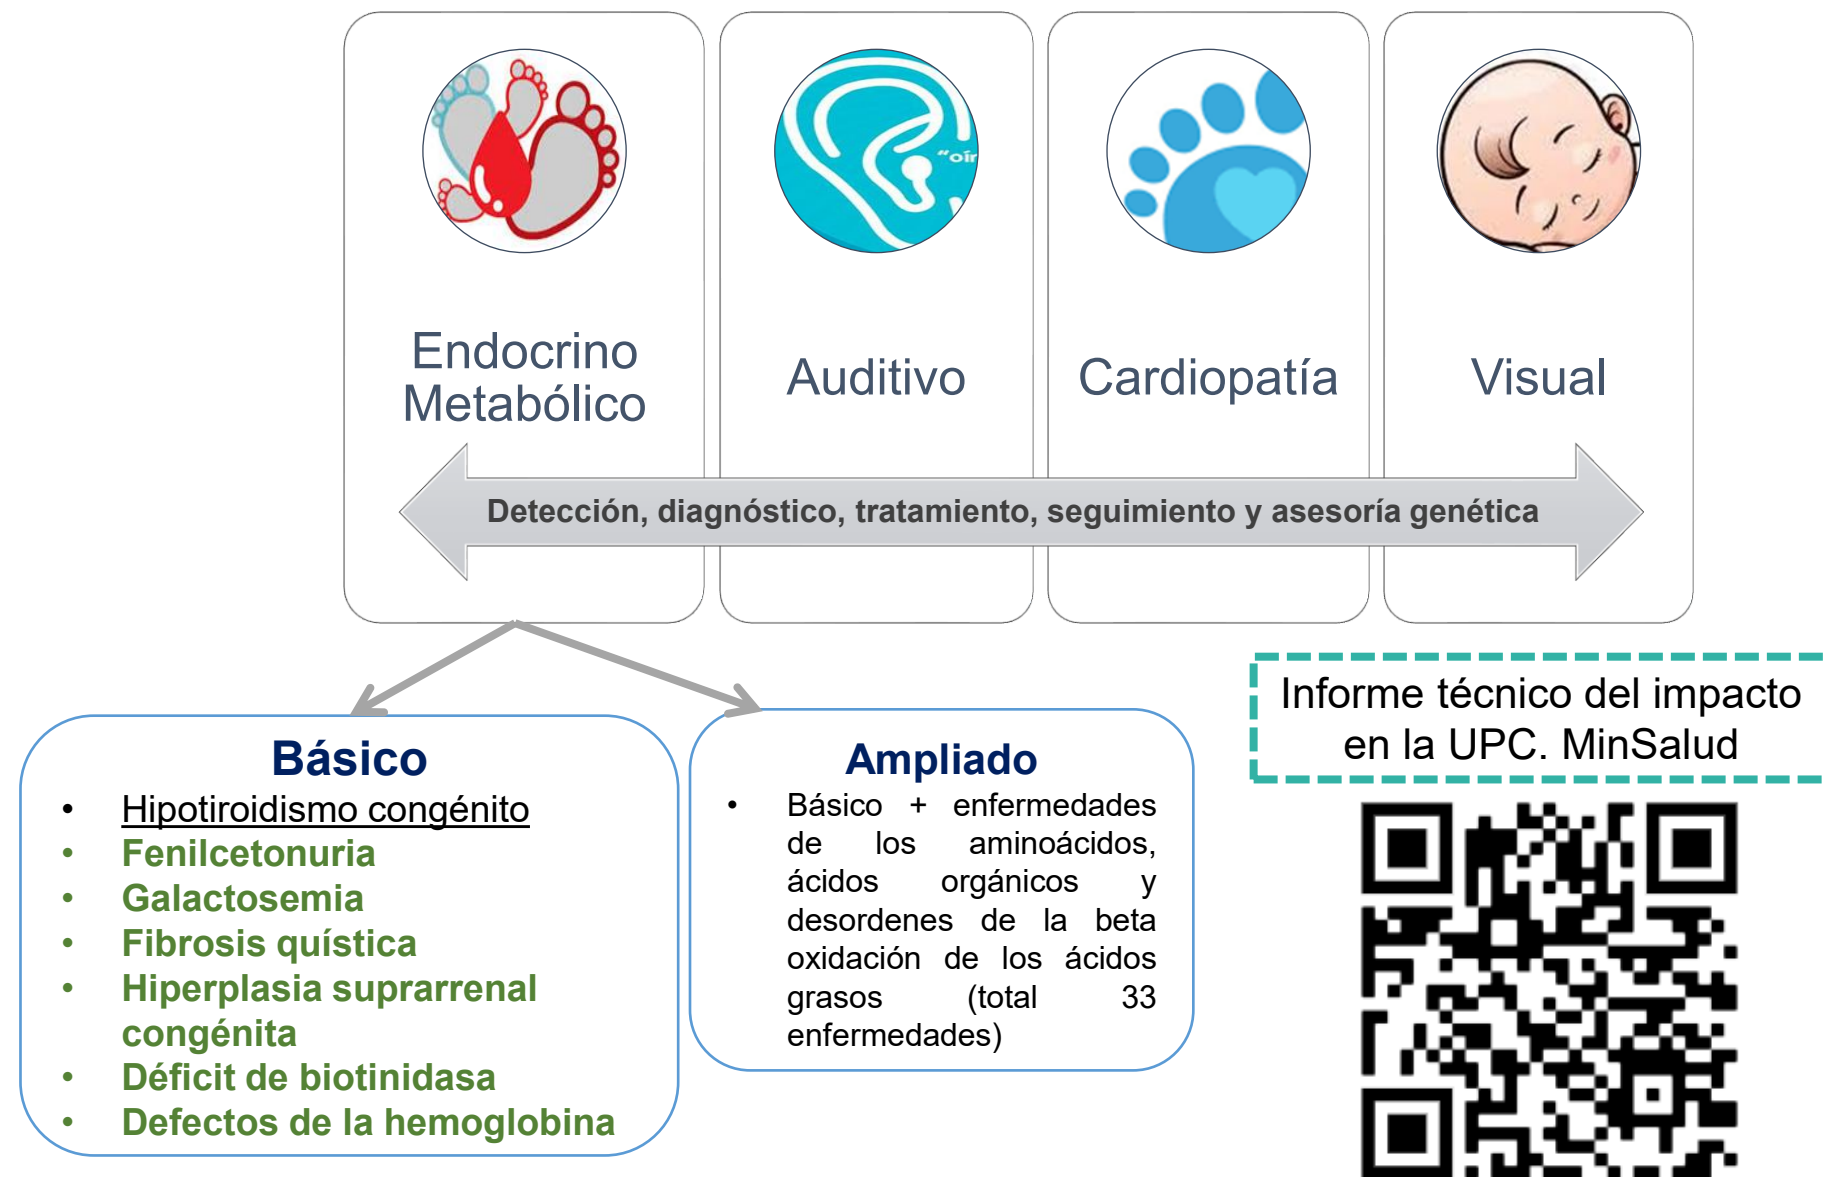 "oír
Endocrino
Metabólico
Auditivo
Cardiopatía
Visual
Detección, diagnóstico, tratamiento, seguimiento y asesoría genética
Básico
• Hipotiroidismo congénito
• Fenilcetonuria
• Galactosemia
• Fibrosis quística
• Hiperplasia suprarrenal
congénita
• Déficit de biotinidasa
• Defectos de la hemoglobina
Ampliado
• Básico + enfermedades
de los aminoácidos,
ácidos orgánicos y
desordenes de la beta
oxidación de los ácidos
grasos (total 33
enfermedades)
Informe técnico del impacto
en la UPC. MinSalud